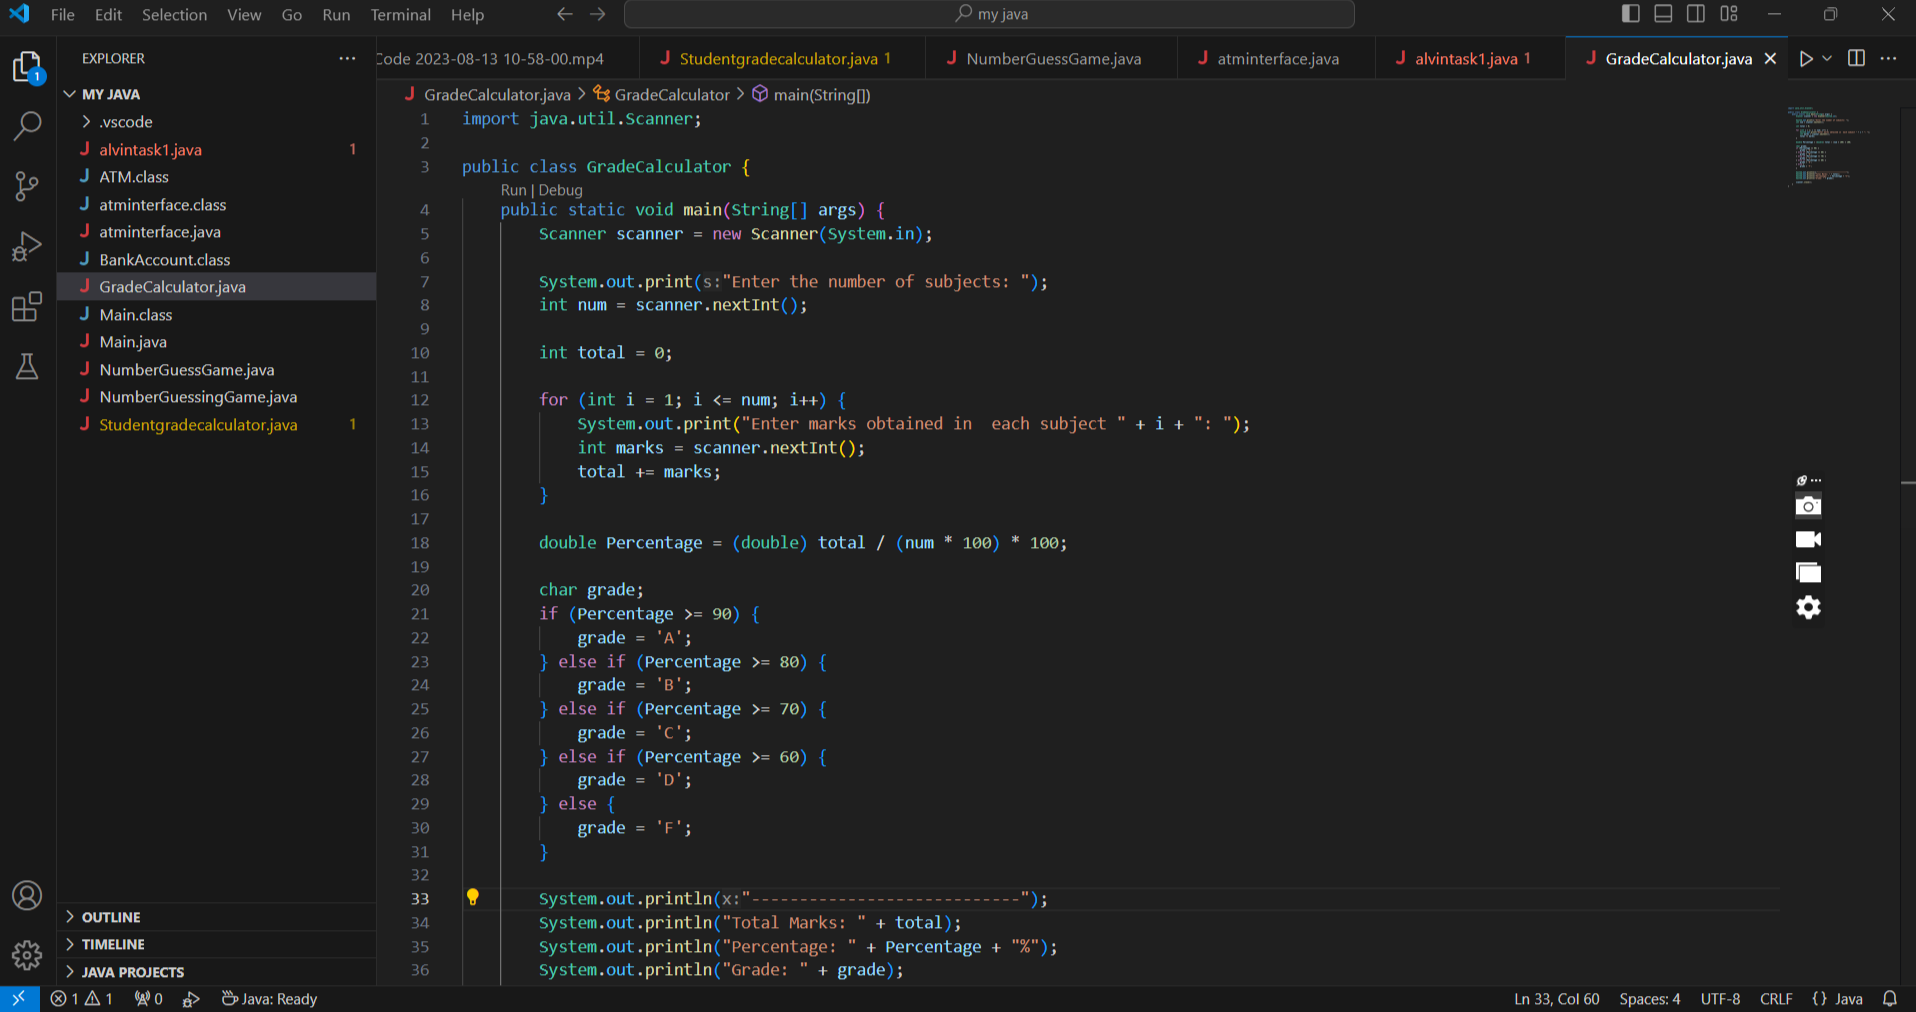 File Edit Selection View Go Run Terminal Help
my java
EXPLORER
Code 2023-08-13 10-58-00.mp4
Studentgradecalculator.java 1
NumberGuessGame.java
atminterface.java
alvintask1.java 1
GradeCalculator.java
1
MY JAVA
.vscode
alvintask1.java 1
ATM.class
atminterface.class
atminterface.java
BankAccount.class
GradeCalculator.java
Main.class
Main.java
NumberGuessGame.java
NumberGuessingGame.java
Studentgradecalculator.java 1
OUTLINE
TIMELINE
JAVA PROJECTS
GradeCalculator.java > GradeCalculator > main(String[])
1 import java.util.Scanner;
2
3 public class GradeCalculator {
Run | Debug
4 public static void main(String[] args) {
5 Scanner scanner = new Scanner(System.in);
6
7 System.out.print(s:"Enter the number of subjects: ");
8 int num = scanner.nextInt();
9
10 int total = 0;
11
12 for (int i = 1; i <= num; i++) {
13 System.out.print("Enter marks obtained in  each subject " + i + ": ");
14 int marks = scanner.nextInt();
15 total += marks;
16 }
17
18 double Percentage = (double) total / (num * 100) * 100;
19
20 char grade;
21 if (Percentage >= 90) {
22 grade = 'A';
23 } else if (Percentage >= 80) {
24 grade = 'B';
25 } else if (Percentage >= 70) {
26 grade = 'C';
27 } else if (Percentage >= 60) {
28 grade = 'D';
29 } else {
30 grade = 'F';
31 }
32
33 System.out.println(x:"----------------------------");
34 System.out.println("Total Marks: " + total);
35 System.out.println("Percentage: " + Percentage + "%");
36 System.out.println("Grade: " + grade);
1 1 0 Java: Ready
Ln 33, Col 60 Spaces: 4 UTF-8 CRLF {} Java